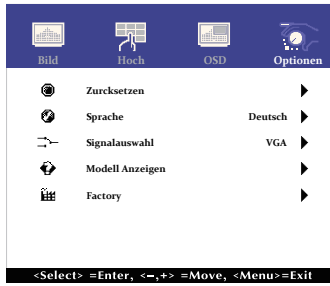 Bild Hoch OSD Optionen
Zurcksetzen
Sprache Deutsch
Signalauswahl VGA
Modell Anzeigen
Factory
<Select> =Enter, <–,+> =Move, <Menu>=Exit